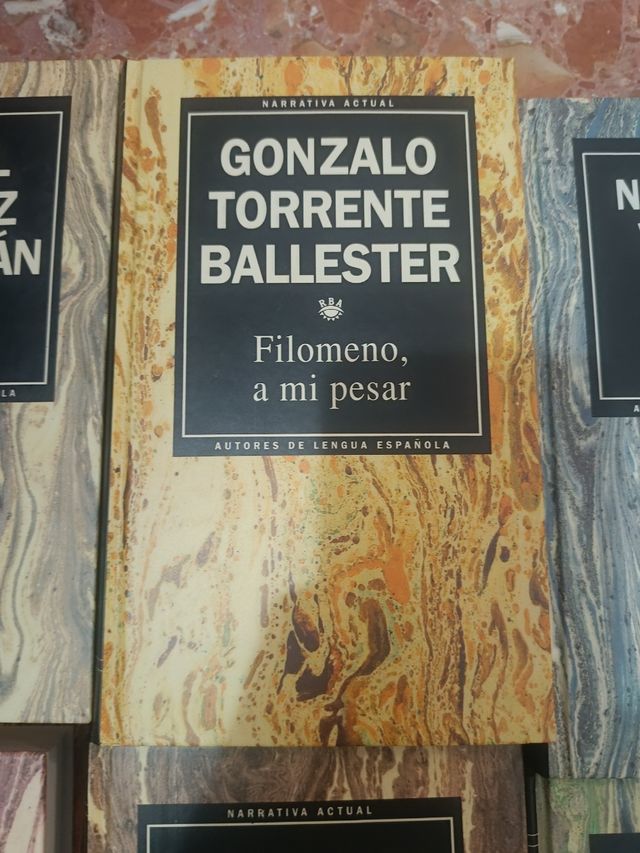 NARRATIVA ACTUAL
GONZALO
TORRENTE
BALLESTER
RBA
Filomeno,
a mi pesar
AUTORES DE LENGUA ESPAÑOLA
NARRATIVA ACTUAL